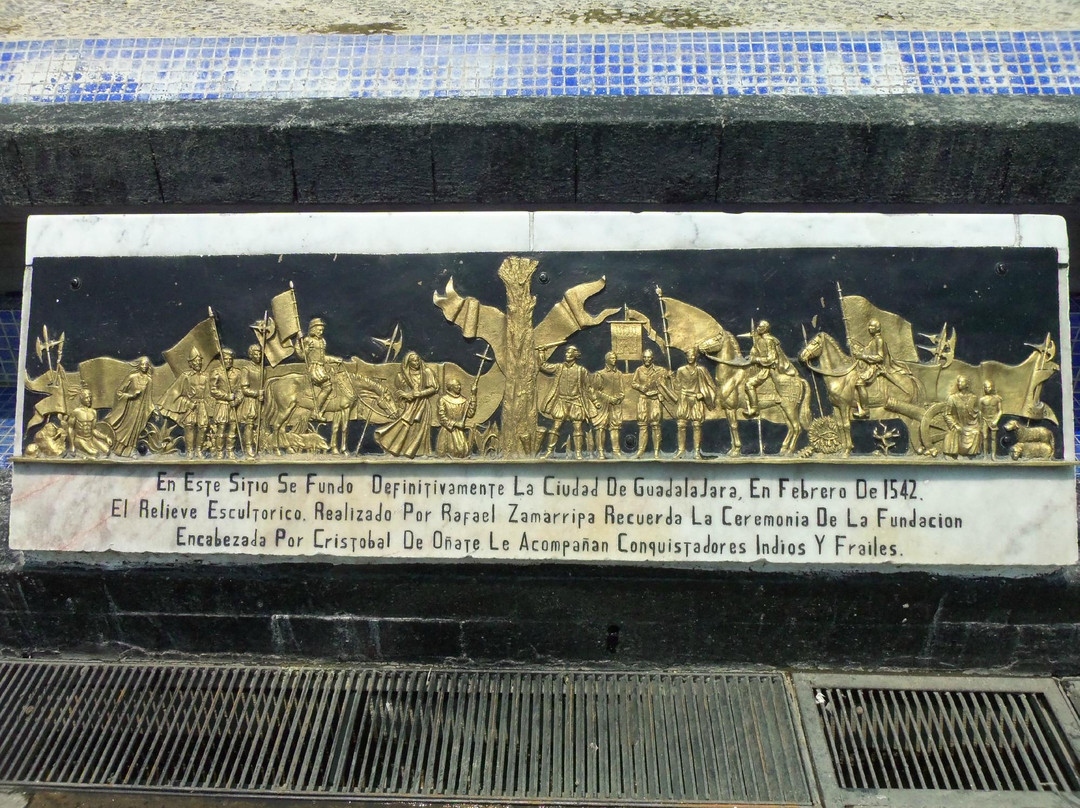 En Este Sitio Se Fundo Definitivamente La Ciudad De GuadalaJara, En Febrero De 1542.
El Relieve Escultorico. Realizado Por Rafael Zamarripa Recuerda La Ceremonia De La Fundacion
Encabezada Por Cristobal De Oñate Le Acompañan Conquistadores Indios Y Frailes.